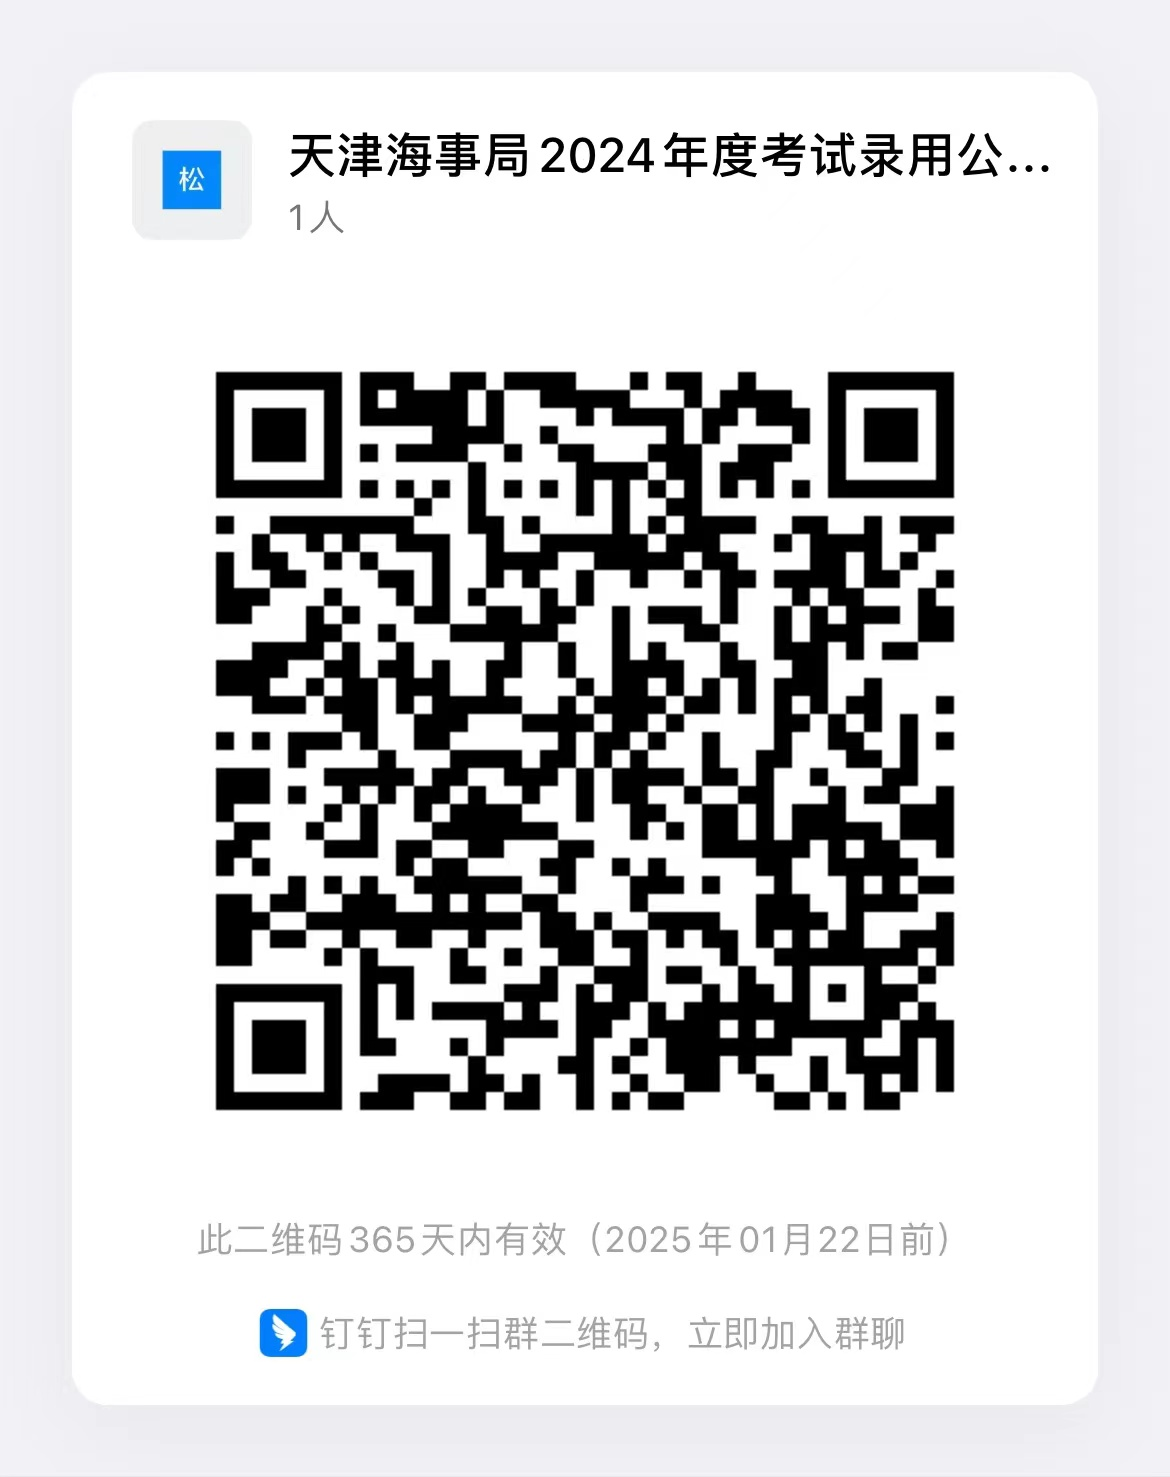 松
天津海事局2024年度考试录用公...
1人
此二维码365天内有效（2025年01月22日前）
钉钉扫一扫群二维码，立即加入群聊